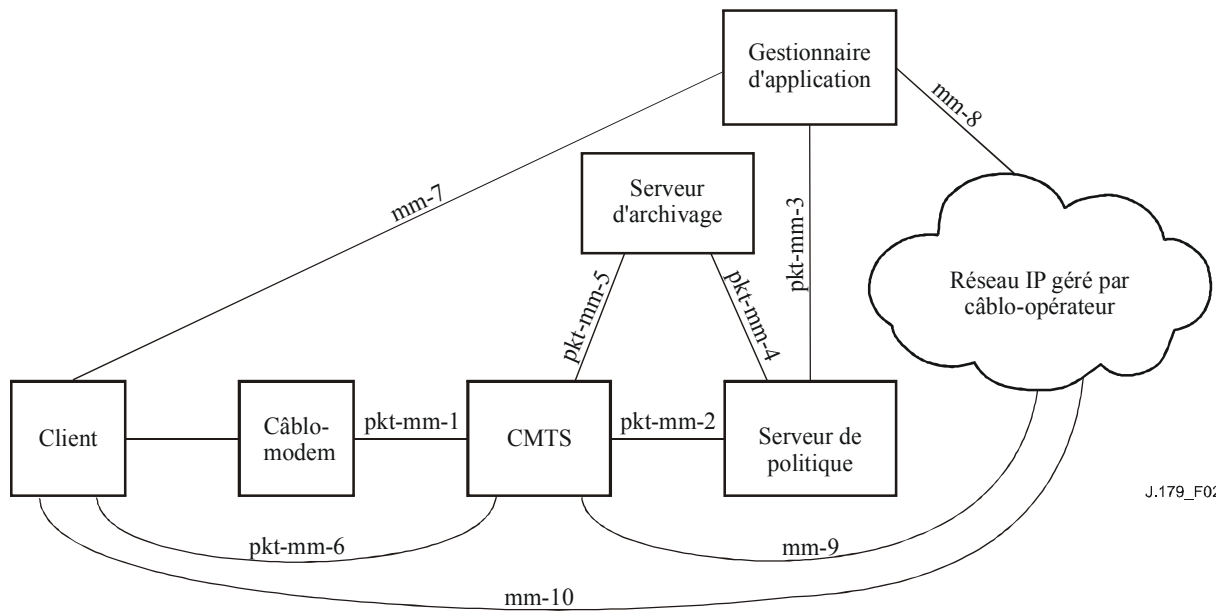 Gestionnaire
d'application
mm-8
mm-7
Serveur
d'archivage
pkt-mm-3
pkt-mm-5
pkt-mm-4
Réseau IP géré par
câblo-opérateur
Client
Câblo-
modem
pkt-mm-1
CMTS
pkt-mm-2
Serveur de
politique
J.179_F02
pkt-mm-6
mm-9
mm-10